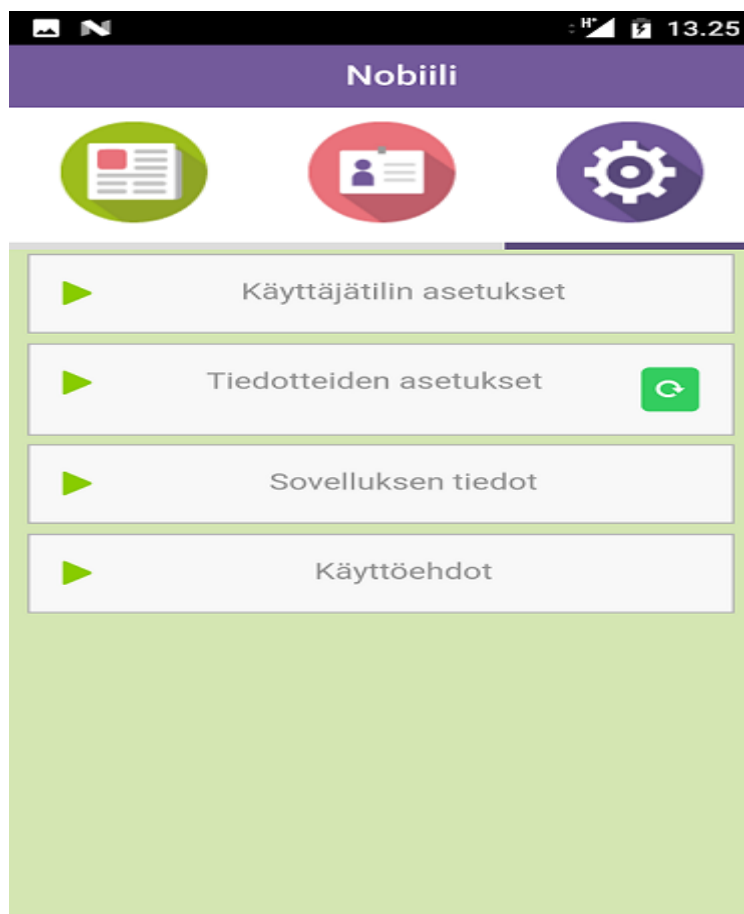 H+ 13.25
Nobiili
Käyttäjätilin asetukset
Tiedotteiden asetukset
Sovelluksen tiedot
Käyttöehdot